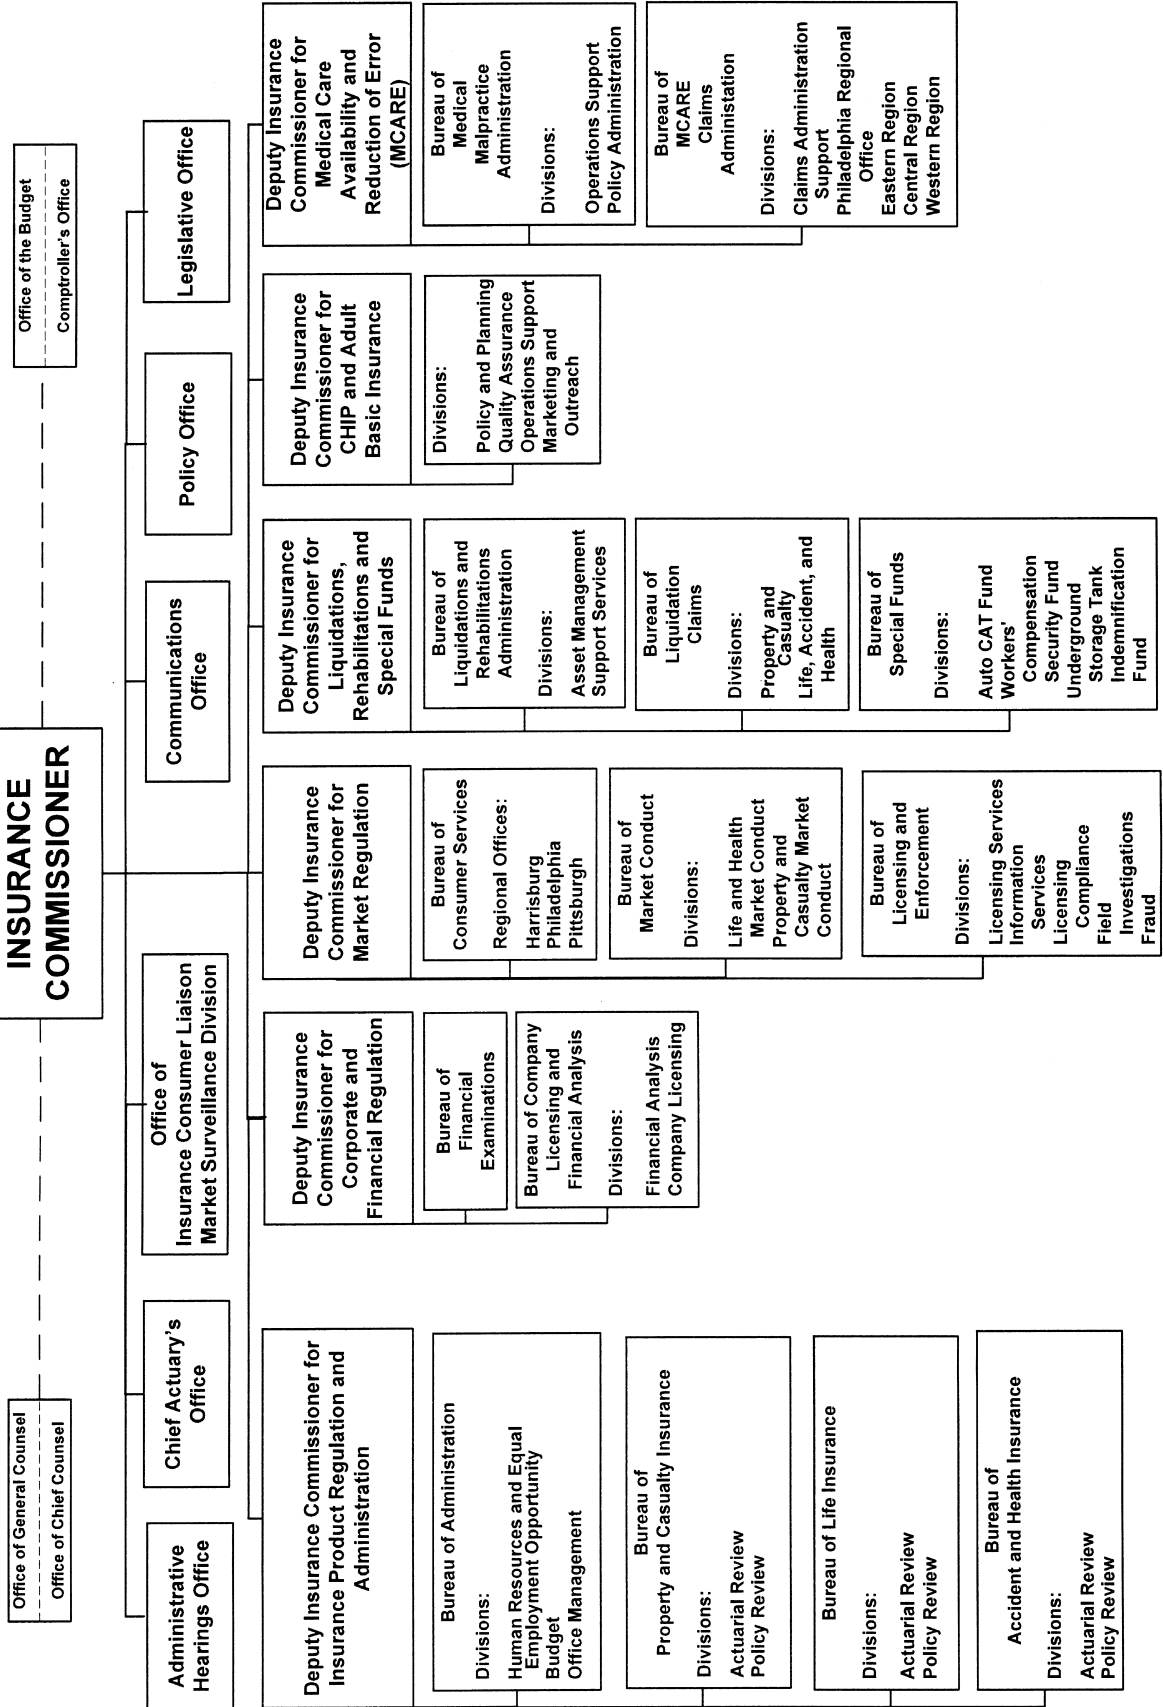 INSURANCE
COMMISSIONER
Office of General Counsel
Office of Chief Counsel
Office of the Budget
Comptroller's Office
Administrative
Hearings Office
Chief Actuary's
Office
Office of
Insurance Consumer Liaison
Market Surveillance Division
Communications
Office
Policy Office
Legislative Office
Deputy Insurance Commissioner for
Insurance Product Regulation and
Administration
Bureau of Administration
Divisions:
Human Resources and Equal
Employment Opportunity
Budget
Office Management
Bureau of
Property and Casualty Insurance
Divisions:
Actuarial Review
Policy Review
Bureau of Life Insurance
Divisions:
Actuarial Review
Policy Review
Bureau of
Accident and Health Insurance
Divisions:
Actuarial Review
Policy Review
Deputy Insurance
Commissioner for
Corporate and
Financial Regulation
Bureau of
Financial
Examinations
Bureau of Company
Licensing and
Financial Analysis
Divisions:
Financial Analysis
Company Licensing
Deputy Insurance
Commissioner for
Market Regulation
Bureau of
Consumer Services
Regional Offices:
Harrisburg
Philadelphia
Pittsburgh
Bureau of
Market Conduct
Divisions:
Life and Health
Market Conduct
Property and
Casualty Market
Conduct
Bureau of
Licensing and
Enforcement
Divisions:
Licensing Services
Information
Services
Licensing
Compliance
Field
Investigations
Fraud
Deputy Insurance
Commissioner for
Liquidations,
Rehabilitations and
Special Funds
Bureau of
Liquidations and
Rehabilitations
Administration
Divisions:
Asset Management
Support Services
Bureau of
Liquidation
Claims
Divisions:
Property and
Casualty
Life, Accident, and
Health
Bureau of
Special Funds
Divisions:
Auto CAT Fund
Workers'
Compensation
Security Fund
Underground
Storage Tank
Indemnification
Fund
Deputy Insurance
Commissioner for
CHIP and Adult
Basic Insurance
Divisions:
Policy and Planning
Quality Assurance
Operations Support
Marketing and
Outreach
Deputy Insurance
Commissioner for
Medical Care
Availability and
Reduction of Error
(MCARE)
Bureau of
Medical
Malpractice
Administration
Divisions:
Operations Support
Policy Administration
Bureau of
MCARE
Claims
Administation
Divisions:
Claims Administration
Support
Philadelphia Regional
Office
Eastern Region
Central Region
Western Region